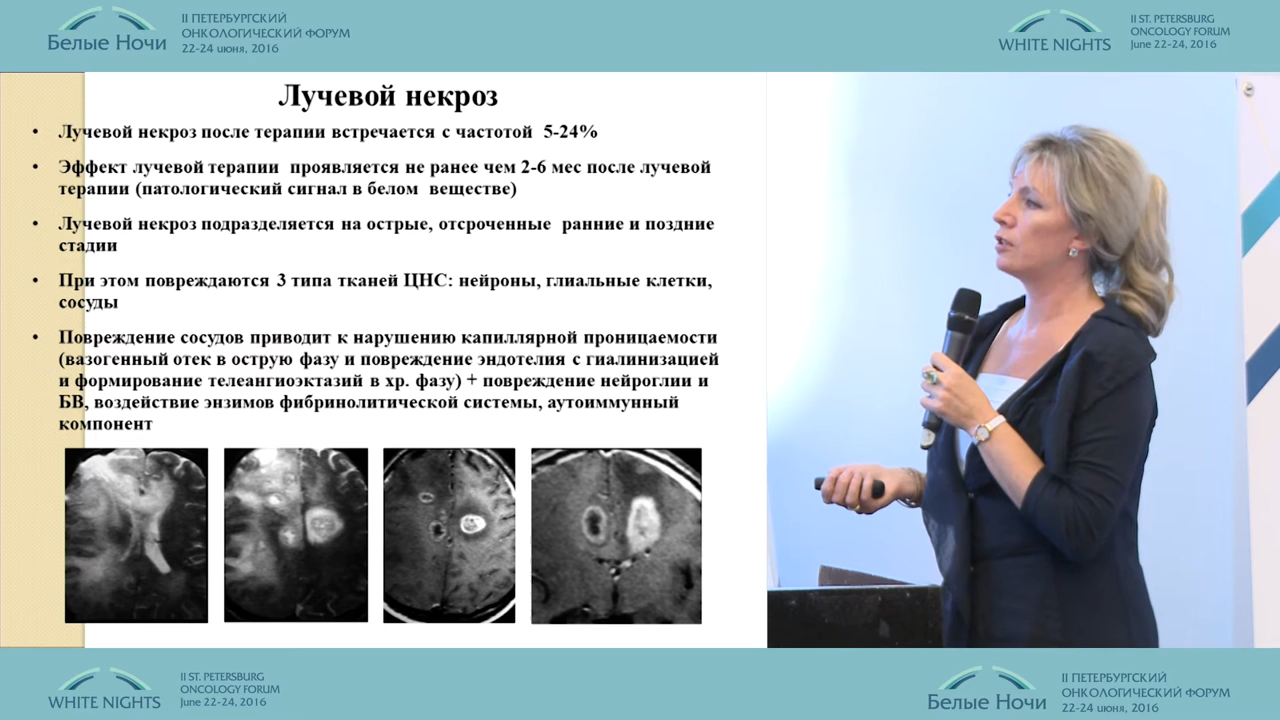 II ПЕТЕРБУРГСКИЙ
ОНКОЛОГИЧЕСКИЙ ФОРУМ
Белые Ночи
22-24 июня, 2016
II ST. PETERSBURG
ONCOLOGY FORUM
WHITE NIGHTS
June 22-24, 2016
Лучевой некроз
• Лучевой некроз после терапии встречается с частотой 5-24%
• Эффект лучевой терапии проявляется не ранее чем 2-6 мес после лучевой
терапии (патологический сигнал в белом веществе)
• Лучевой некроз подразделяется на острые, отсроченные ранние и поздние
стадии
• При этом повреждаются 3 типа тканей ЦНС: нейроны, глиальные клетки,
сосуды
• Повреждение сосудов приводит к нарушению капиллярной проницаемости
(вазогенный отек в острую фазу и повреждение эндотелия с гиалинизацией
и формирование телеангиоэктазий в хр. фазу) + повреждение нейроглии и
БВ, воздействие энзимов фибринолитической системы, аутоиммунный
компонент
II ST. PETERSBURG
ONCOLOGY FORUM
WHITE NIGHTS
June 22-24, 2016
II ПЕТЕРБУРГСКИЙ
ОНКОЛОГИЧЕСКИЙ ФОРУМ
Белые Ночи
22-24 июня, 2016